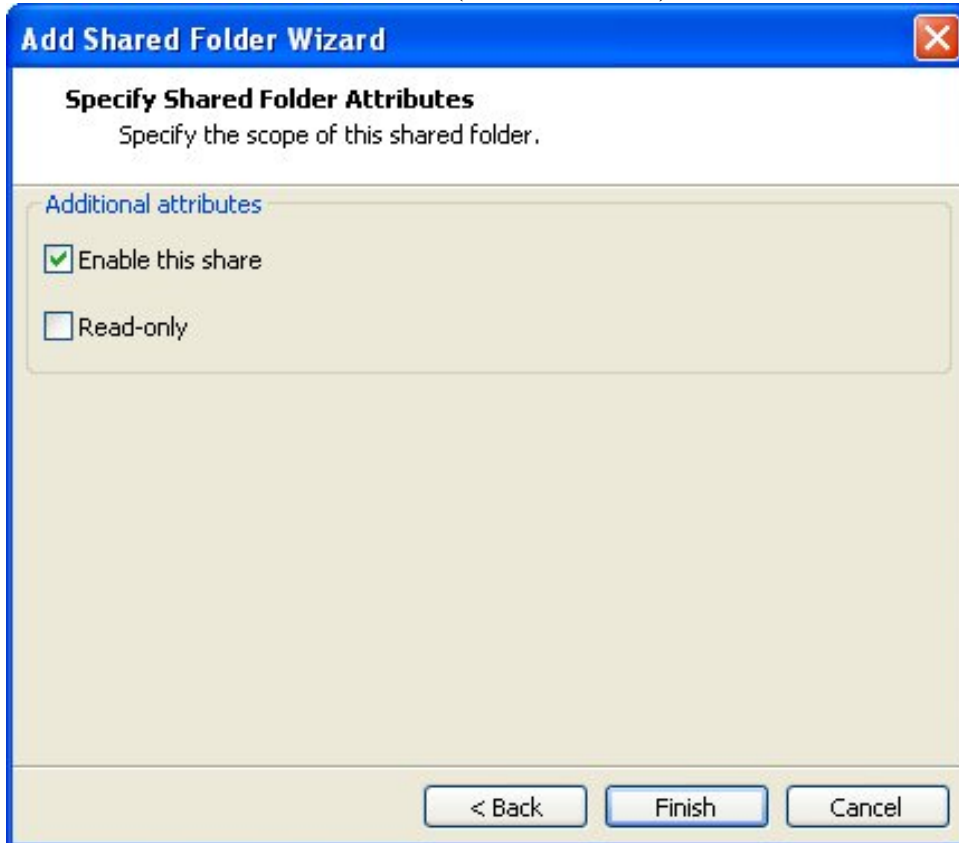 Add Shared Folder Wizard
Specify Shared Folder Attributes
Specify the scope of this shared folder.
Additional attributes
Enable this share
Read-only
< Back
Finish
Cancel